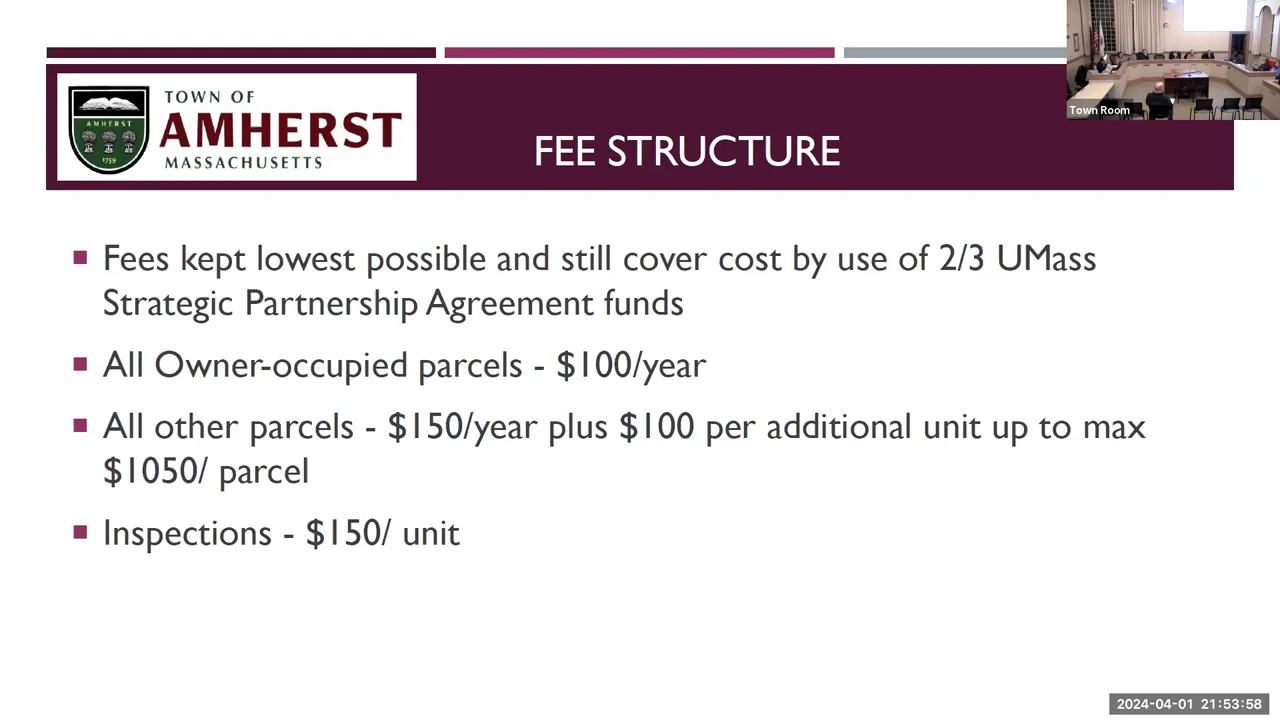 Town Room
AMHERST
1759
TOWN OF
AMHERST
MASSACHUSETTS
FEE STRUCTURE
Fees kept lowest possible and still cover cost by use of 2/3 UMass
Strategic Partnership Agreement funds
All Owner-occupied parcels - $100/year
All other parcels - $150/year plus $100 per additional unit up to max
$1050/ parcel
Inspections - $150/ unit
2024-04-01 21:53:58